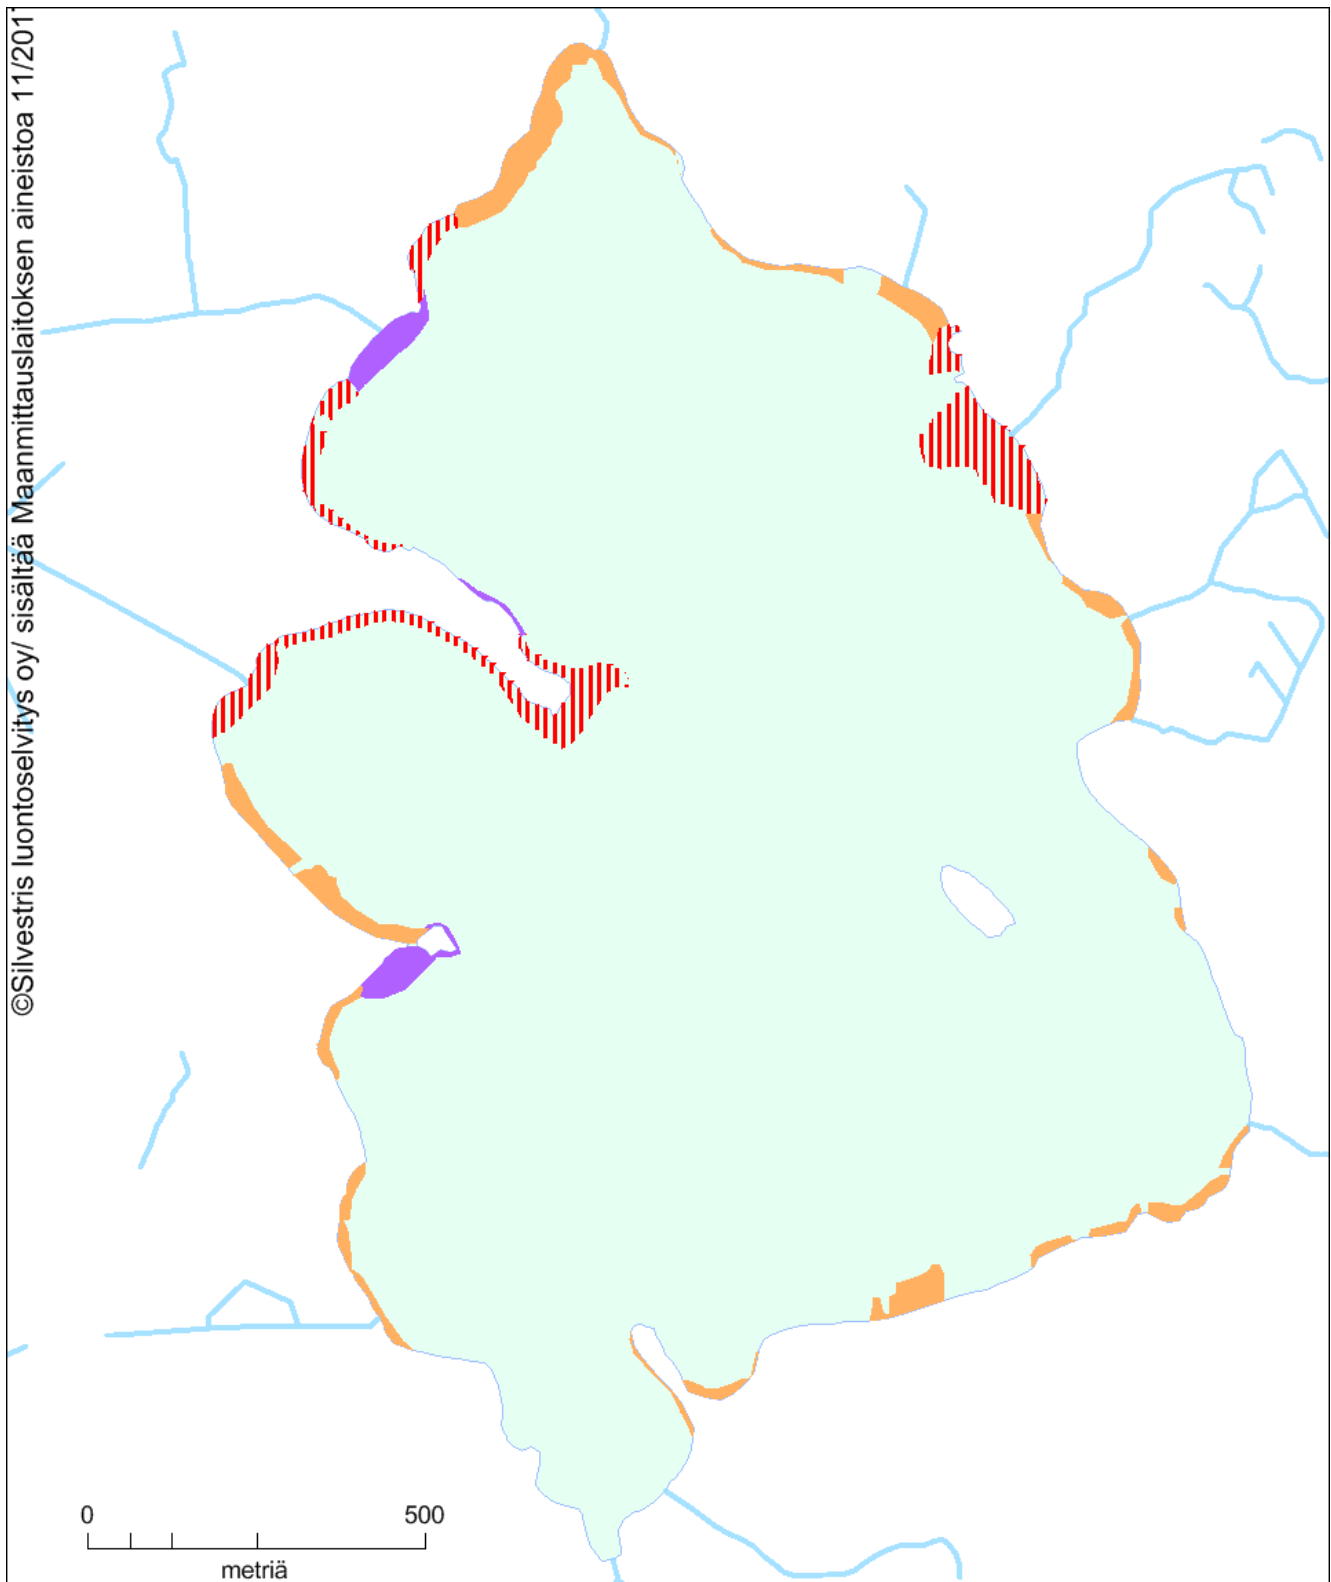 ©Silvestris luontoselvitys oy/ sisältää Maanmittauslaitoksen aineistoa 11/201
0 500
metriä